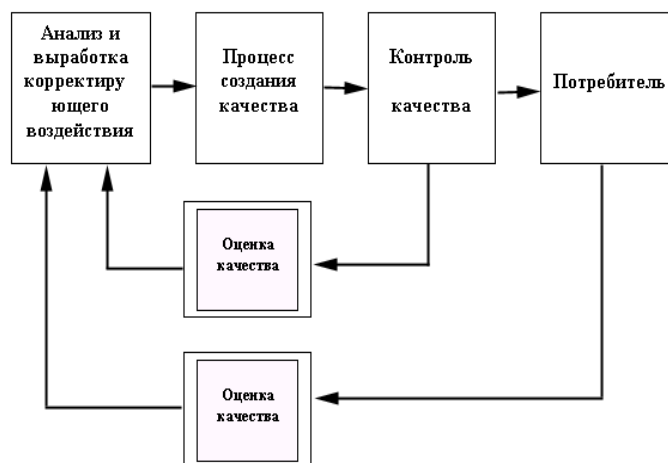 Анализ и
выработка
корректиру
ющего
воздействия
Процесс
создания
качества
Контроль
качества
Потребитель
Оценка
качества
Оценка
качества